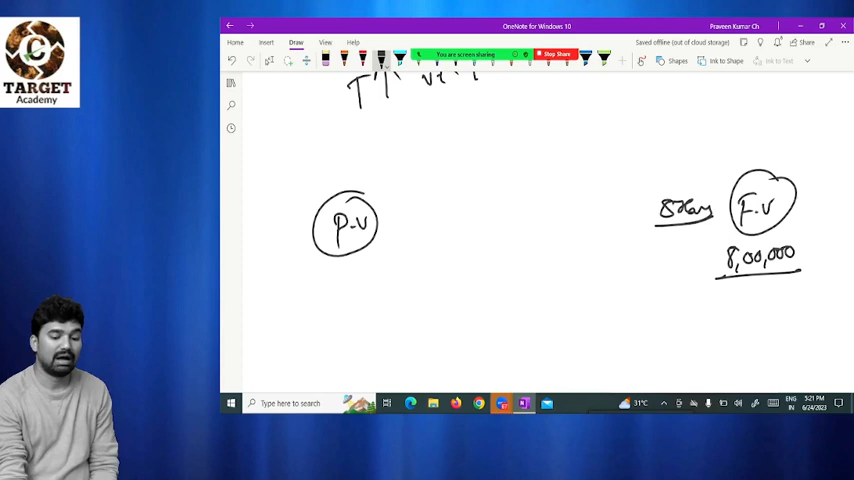 TARGET
Academy
OneNote for Windows 10
Praveen Kumar Ch
Home Insert Draw View Help
Saved offline (out of cloud storage)
Share
You are screen sharing
Stop Share
Shapes
Ink to Shape
Ink to Text
P.V
F.V
8,00,000
Type here to search
31°C
ENG
IN
5:21 PM
6/24/2023